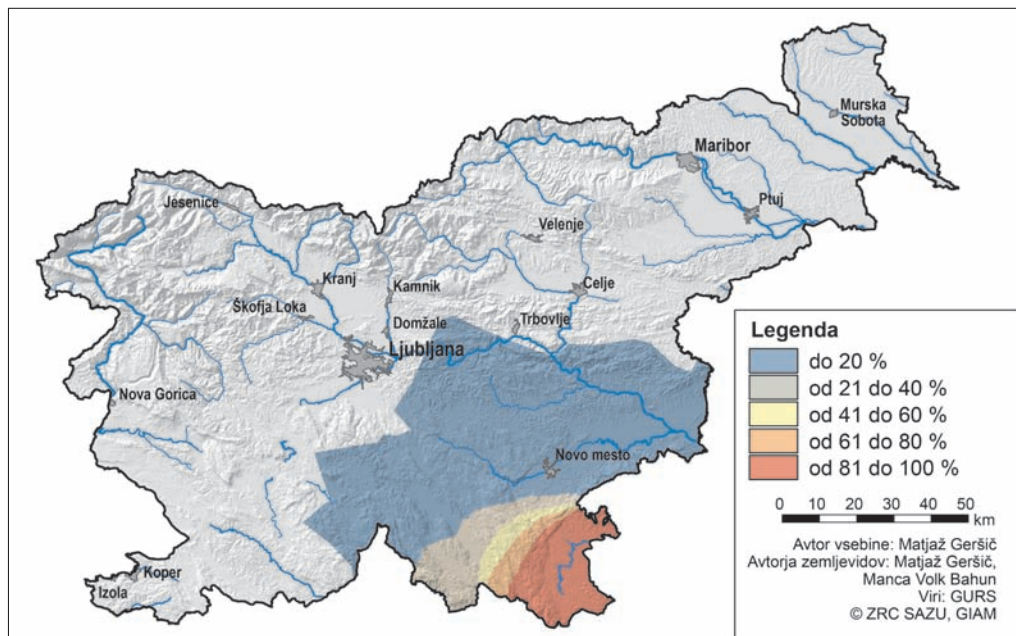 Murska
Sobota
Maribor
Ptuj
Jesenice
Velenje
Kranj
Kamnik
Celje
Škofja Loka
Domžale
Trbovlje
Ljubljana
Nova Gorica
Novo mesto
Koper
Izola
Legenda
do 20 %
od 21 do 40 %
od 41 do 60 %
od 61 do 80 %
od 81 do 100 %
0 10 20 30 40 50
km
Avtor vsebine: Matjaž Geršič
Avtorja zemljevidov: Matjaž Geršič,
Manca Volk Bahun
Viri: GURS
© ZRC SAZU, GIAM